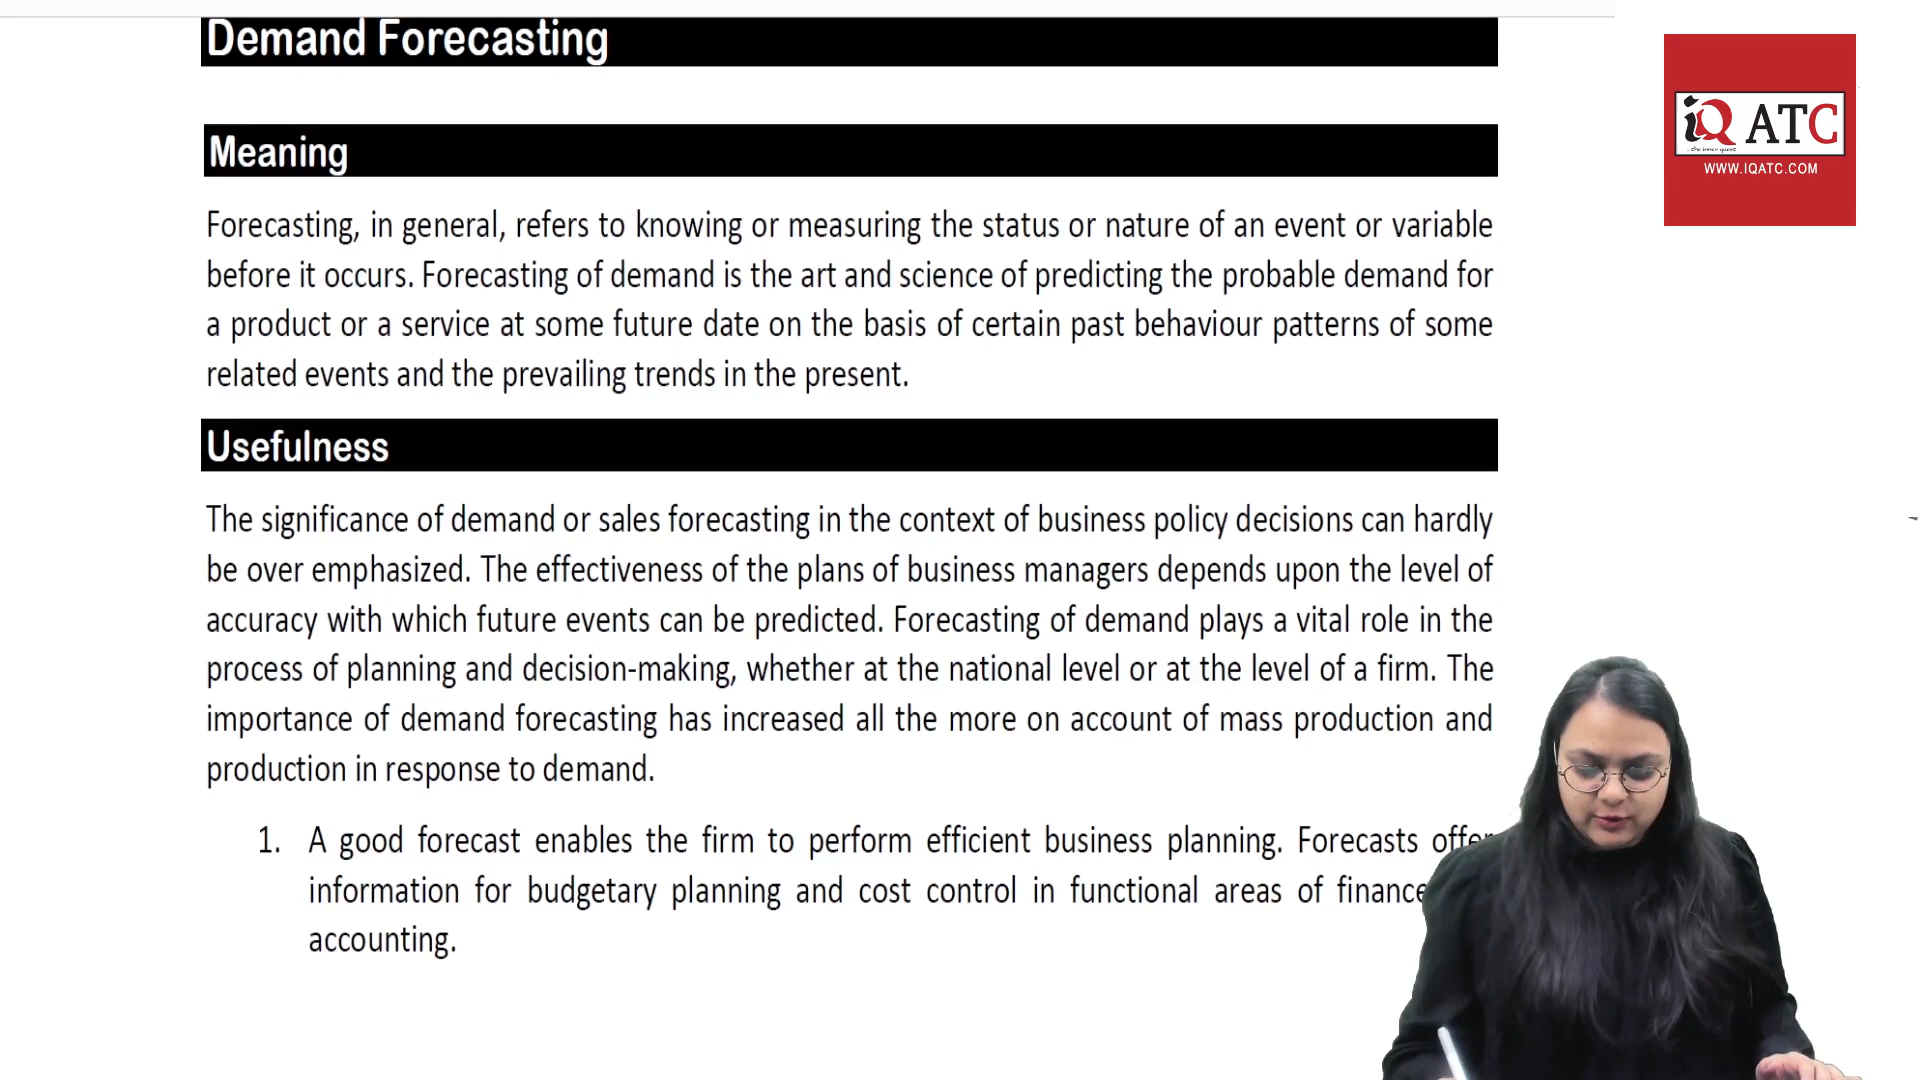 Demand Forecasting
Meaning
Forecasting, in general, refers to knowing or measuring the status or nature of an event or variable
before it occurs. Forecasting of demand is the art and science of predicting the probable demand for
a product or a service at some future date on the basis of certain past behaviour patterns of some
related events and the prevailing trends in the present.
Usefulness
The significance of demand or sales forecasting in the context of business policy decisions can hardly
be over emphasized. The effectiveness of the plans of business managers depends upon the level of
accuracy with which future events can be predicted. Forecasting of demand plays a vital role in the
process of planning and decision-making, whether at the national level or at the level of a firm. The
importance of demand forecasting has increased all the more on account of mass production and
production in response to demand.
1. A good forecast enables the firm to perform efficient business planning. Forecasts offer
information for budgetary planning and cost control in functional areas of finance
accounting.
iQ ATC
...the inner quest
WWW.IQATC.COM